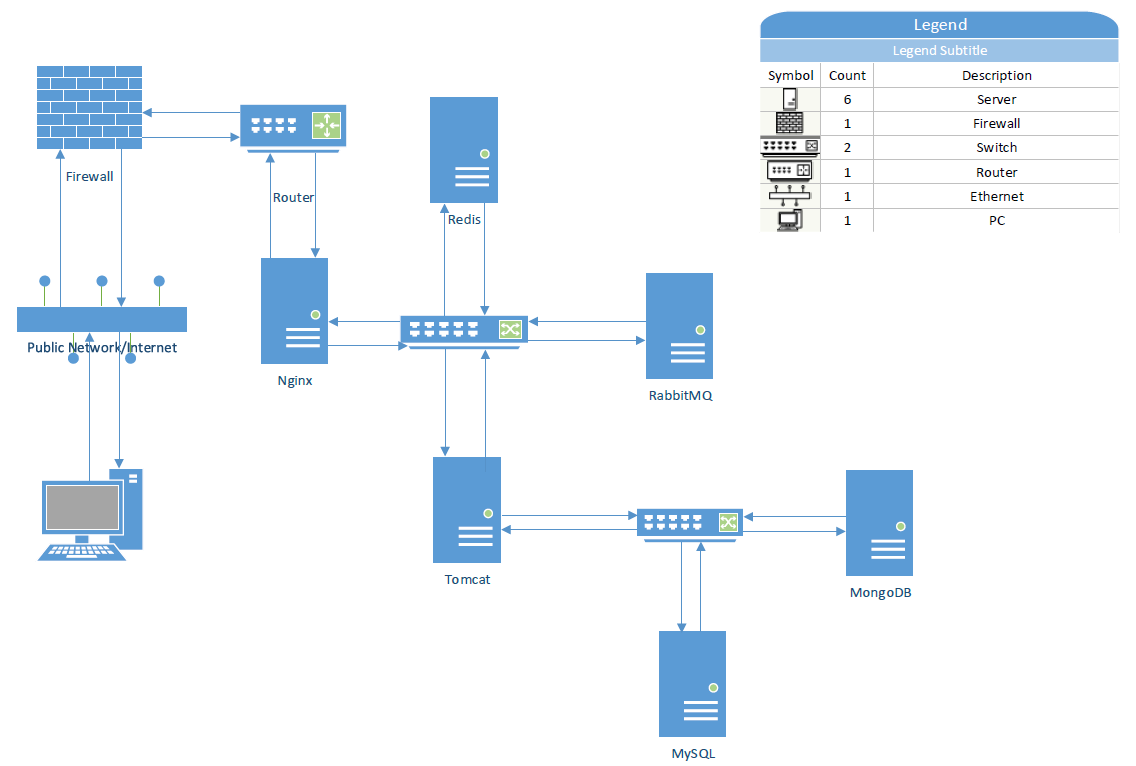 Legend
Legend Subtitle
Symbol Count Description
6 Server
1 Firewall
2 Switch
1 Router
1 Ethernet
1 PC
Firewall
Router
Redis
Public Network/Internet
Nginx
RabbitMQ
Tomcat
MongoDB
MySQL